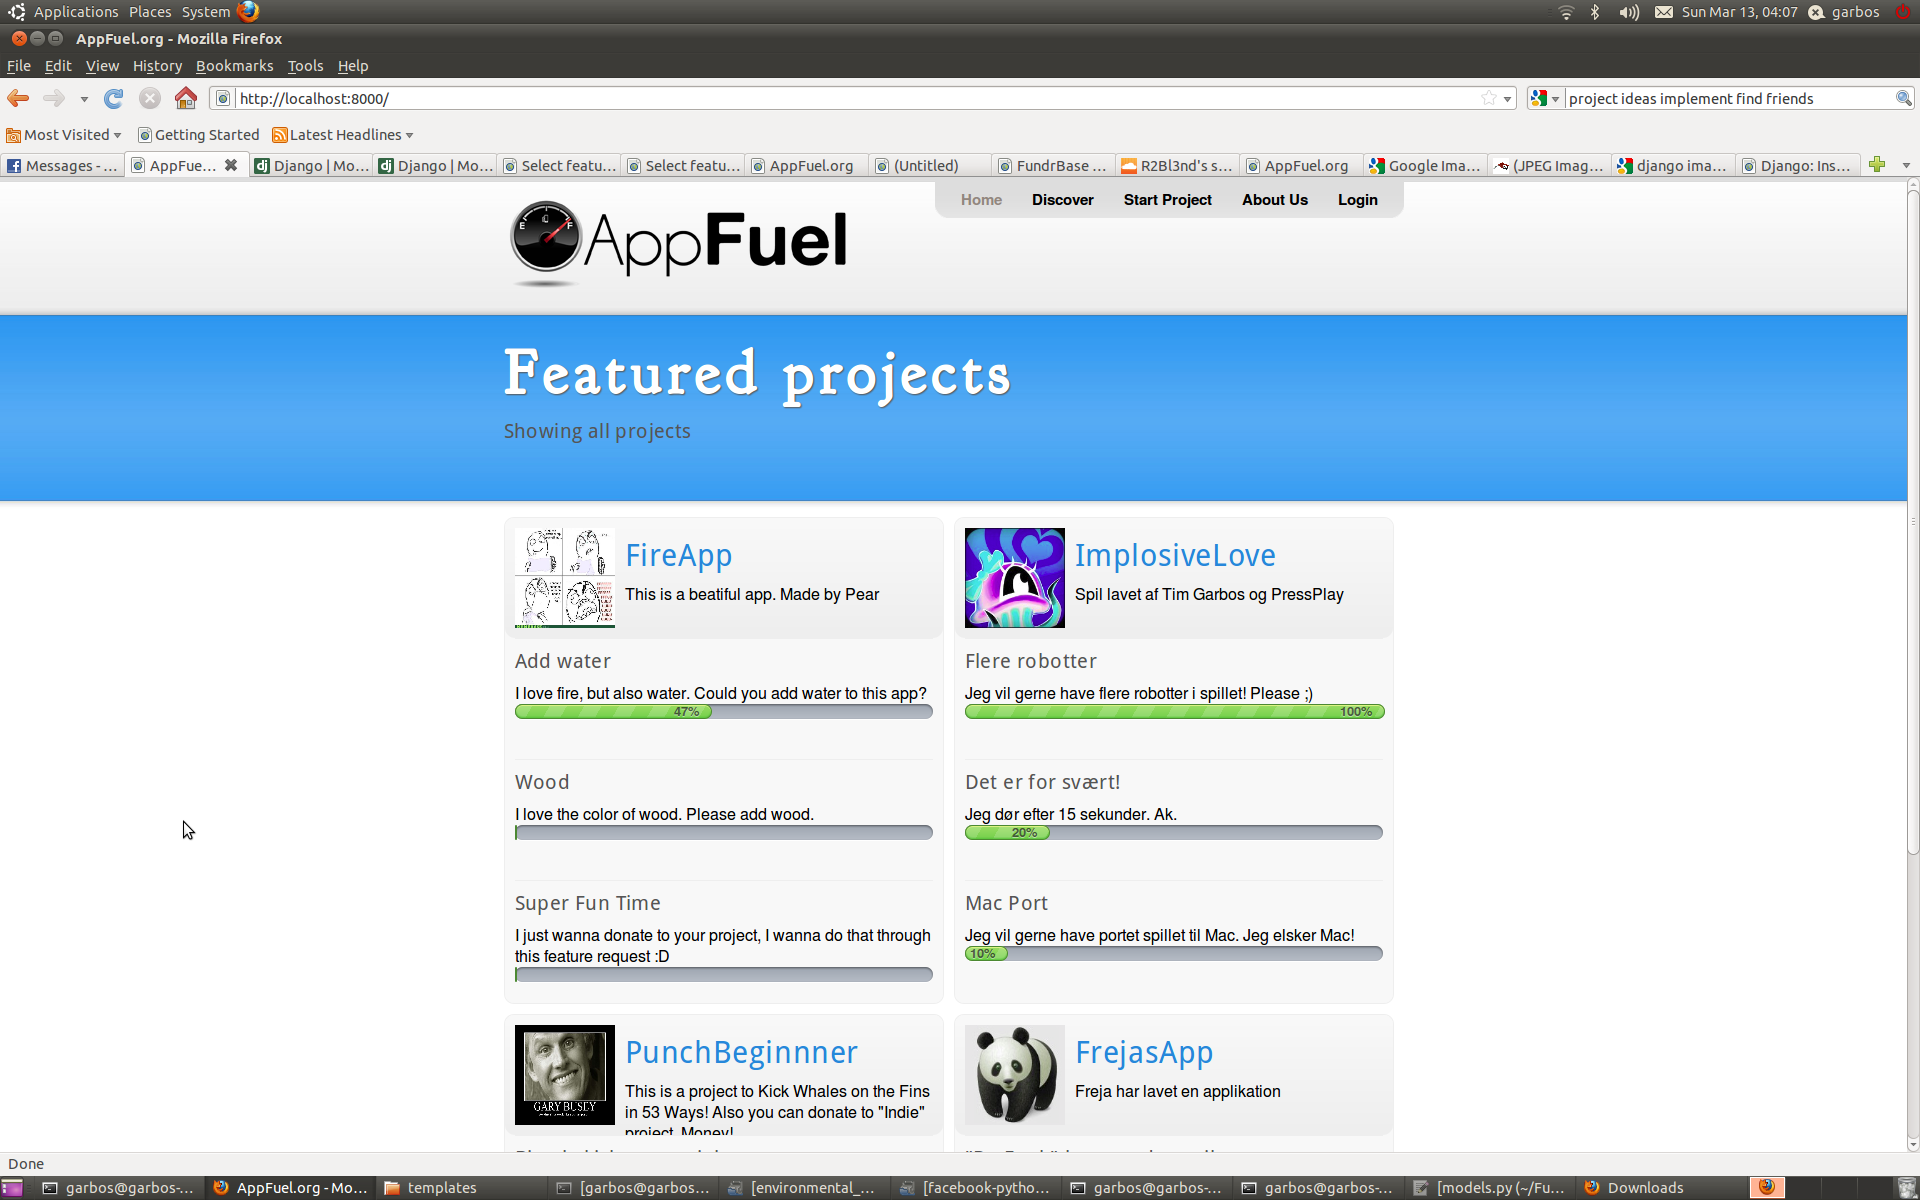 Applications Places System Sun Mar 13, 04:07 garbos
AppFuel.org - Mozilla Firefox
File Edit View History Bookmarks Tools Help
http://localhost:8000/ project ideas implement find friends
Most Visited Getting Started Latest Headlines
Messages - ... AppFue... Django | Mo... Django | Mo... Select featu... Select featu... AppFuel.org (Untitled) FundrBase ... R2Bl3nd's s... AppFuel.org Google Ima... (JPEG Imag... django ima... Django: Ins...
Home Discover Start Project About Us Login
E F
AppFuel
Featured projects
Showing all projects
FireApp
This is a beatiful app. Made by Pear
Add water
I love fire, but also water. Could you add water to this app?
47%
Wood
I love the color of wood. Please add wood.
Super Fun Time
I just wanna donate to your project, I wanna do that through
this feature request :D
ImplosiveLove
Spil lavet af Tim Garbos og PressPlay
Flere robotter
Jeg vil gerne have flere robotter i spillet! Please ;)
100%
Det er for svært!
Jeg dør efter 15 sekunder. Ak.
20%
Mac Port
Jeg vil gerne have portet spillet til Mac. Jeg elsker Mac!
10%
GARY BUSEY
PunchBeginnner
This is a project to Kick Whales on the Fins
in 53 Ways! Also you can donate to "Indie"
project. Money!
FrejasApp
Freja har lavet en applikation
Done
garbos@garbos-... AppFuel.org - Mo... templates [garbos@garbos... [environmental_... [facebook-pytho... garbos@garbos-... garbos@garbos-... [models.py (~/Fu... Downloads